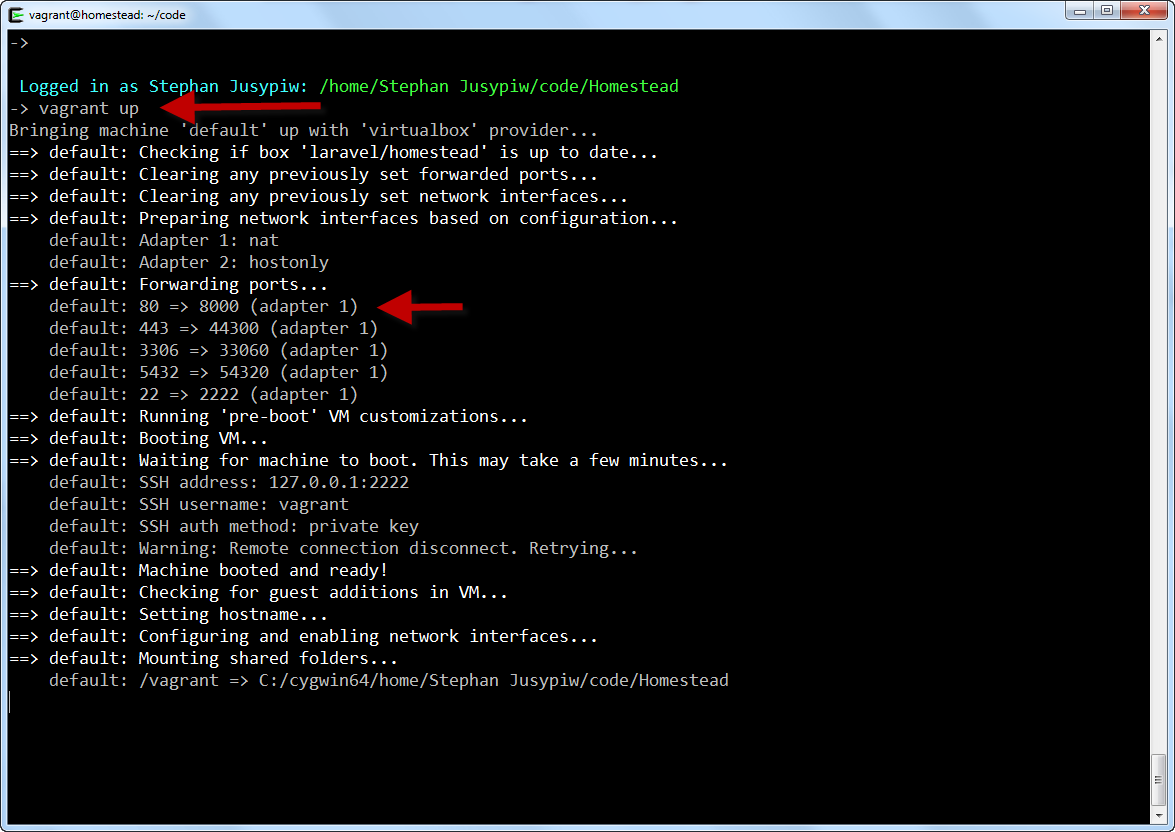 vagrant@homestead: ~/code
->
Logged in as Stephan Jusypiw: /home/Stephan Jusypiw/code/Homestead
-> vagrant up
Bringing machine 'default' up with 'virtualbox' provider...
==> default: Checking if box 'laravel/homestead' is up to date...
==> default: Clearing any previously set forwarded ports...
==> default: Clearing any previously set network interfaces...
==> default: Preparing network interfaces based on configuration...
default: Adapter 1: nat
default: Adapter 2: hostonly
==> default: Forwarding ports...
default: 80 => 8000 (adapter 1)
default: 443 => 44300 (adapter 1)
default: 3306 => 33060 (adapter 1)
default: 5432 => 54320 (adapter 1)
default: 22 => 2222 (adapter 1)
==> default: Running 'pre-boot' VM customizations...
==> default: Booting VM...
==> default: Waiting for machine to boot. This may take a few minutes...
default: SSH address: 127.0.0.1:2222
default: SSH username: vagrant
default: SSH auth method: private key
default: Warning: Remote connection disconnect. Retrying...
==> default: Machine booted and ready!
==> default: Checking for guest additions in VM...
==> default: Setting hostname...
==> default: Configuring and enabling network interfaces...
==> default: Mounting shared folders...
default: /vagrant => C:/cygwin64/home/Stephan Jusypiw/code/Homestead